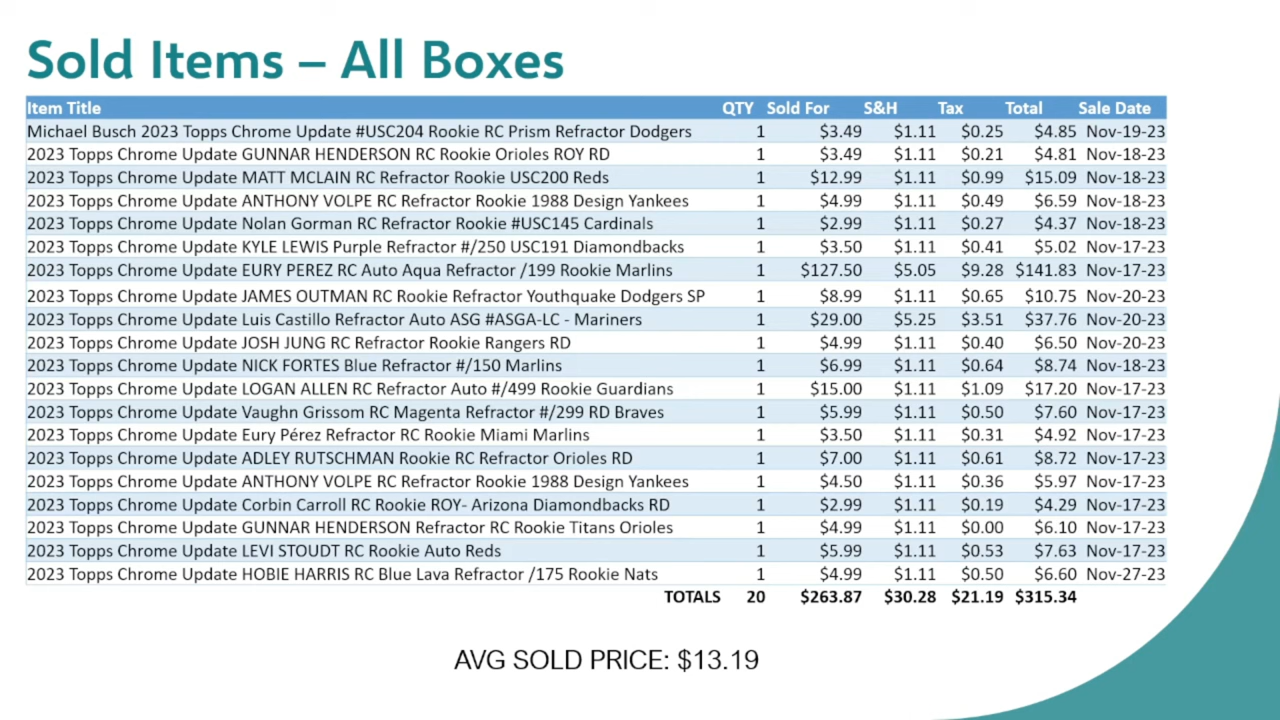 Sold Items – All Boxes
Item Title QTY Sold For S&H Tax Total Sale Date
Michael Busch 2023 Topps Chrome Update #USC204 Rookie RC Prism Refractor Dodgers 1 $3.49 $1.11 $0.25 $4.85 Nov-19-23
2023 Topps Chrome Update GUNNAR HENDERSON RC Rookie Orioles ROY RD 1 $3.49 $1.11 $0.21 $4.81 Nov-18-23
2023 Topps Chrome Update MATT MCLAIN RC Refractor Rookie USC200 Reds 1 $12.99 $1.11 $0.99 $15.09 Nov-18-23
2023 Topps Chrome Update ANTHONY VOLPE RC Refractor Rookie 1988 Design Yankees 1 $4.99 $1.11 $0.49 $6.59 Nov-18-23
2023 Topps Chrome Update Nolan Gorman RC Refractor Rookie #USC145 Cardinals 1 $2.99 $1.11 $0.27 $4.37 Nov-18-23
2023 Topps Chrome Update KYLE LEWIS Purple Refractor #/250 USC191 Diamondbacks 1 $3.50 $1.11 $0.41 $5.02 Nov-17-23
2023 Topps Chrome Update EURY PEREZ RC Auto Aqua Refractor /199 Rookie Marlins 1 $127.50 $5.05 $9.28 $141.83 Nov-17-23
2023 Topps Chrome Update JAMES OUTMAN RC Rookie Refractor Youthquake Dodgers SP 1 $8.99 $1.11 $0.65 $10.75 Nov-20-23
2023 Topps Chrome Update Luis Castillo Refractor Auto ASG #ASGA-LC - Mariners 1 $29.00 $5.25 $3.51 $37.76 Nov-20-23
2023 Topps Chrome Update JOSH JUNG RC Refractor Rookie Rangers RD 1 $4.99 $1.11 $0.40 $6.50 Nov-20-23
2023 Topps Chrome Update NICK FORTES Blue Refractor #/150 Marlins 1 $6.99 $1.11 $0.64 $8.74 Nov-18-23
2023 Topps Chrome Update LOGAN ALLEN RC Refractor Auto #/499 Rookie Guardians 1 $15.00 $1.11 $1.09 $17.20 Nov-17-23
2023 Topps Chrome Update Vaughn Grissom RC Magenta Refractor #/299 RD Braves 1 $5.99 $1.11 $0.50 $7.60 Nov-17-23
2023 Topps Chrome Update Eury Pérez Refractor RC Rookie Miami Marlins 1 $3.50 $1.11 $0.31 $4.92 Nov-17-23
2023 Topps Chrome Update ADLEY RUTSCHMAN Rookie RC Refractor Orioles RD 1 $7.00 $1.11 $0.61 $8.72 Nov-17-23
2023 Topps Chrome Update ANTHONY VOLPE RC Refractor Rookie 1988 Design Yankees 1 $4.50 $1.11 $0.36 $5.97 Nov-17-23
2023 Topps Chrome Update Corbin Carroll RC Rookie ROY- Arizona Diamondbacks RD 1 $2.99 $1.11 $0.19 $4.29 Nov-17-23
2023 Topps Chrome Update GUNNAR HENDERSON Refractor RC Rookie Titans Orioles 1 $4.99 $1.11 $0.00 $6.10 Nov-17-23
2023 Topps Chrome Update LEVI STOUDT RC Rookie Auto Reds 1 $5.99 $1.11 $0.53 $7.63 Nov-17-23
2023 Topps Chrome Update HOBIE HARRIS RC Blue Lava Refractor /175 Rookie Nats 1 $4.99 $1.11 $0.50 $6.60 Nov-27-23
TOTALS 20 $263.87 $30.28 $21.19 $315.34
AVG SOLD PRICE: $13.19